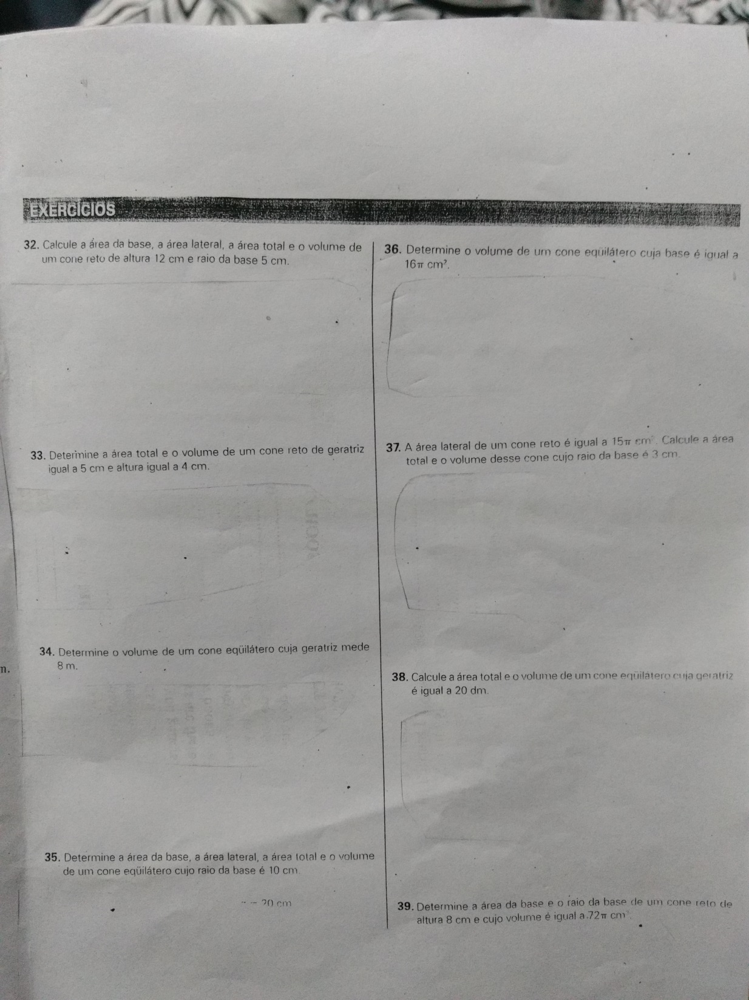 EXERCÍCIOS
32. Calcule a área da base, a área lateral, a área total e o volume de
um cone reto de altura 12 cm e raio da base 5 cm.
33. Determine a área total e o volume de um cone reto de geratriz
igual a 5 cm e altura igual a 4 cm.
34. Determine o volume de um cone eqüilátero cuja geratriz mede
8 m.
n.
35. Determine a área da base, a área lateral, a área total e o volume
de um cone eqüilátero cujo raio da base é 10 cm
20 cm
36. Determine o volume de um cone eqüilátero cuja base é igual a
16π cm².
37. A área lateral de um cone reto é igual a 15π cm². Calcule a área
total e o volume desse cone cujo raio da base é 3 cm.
38. Calcule a área total e o volume de um cone eqüilátero cuja geratriz
é igual a 20 dm.
39. Determine a área da base e o raio da base de um cone reto de
altura 8 cm e cujo volume é igual a 72π cm³.